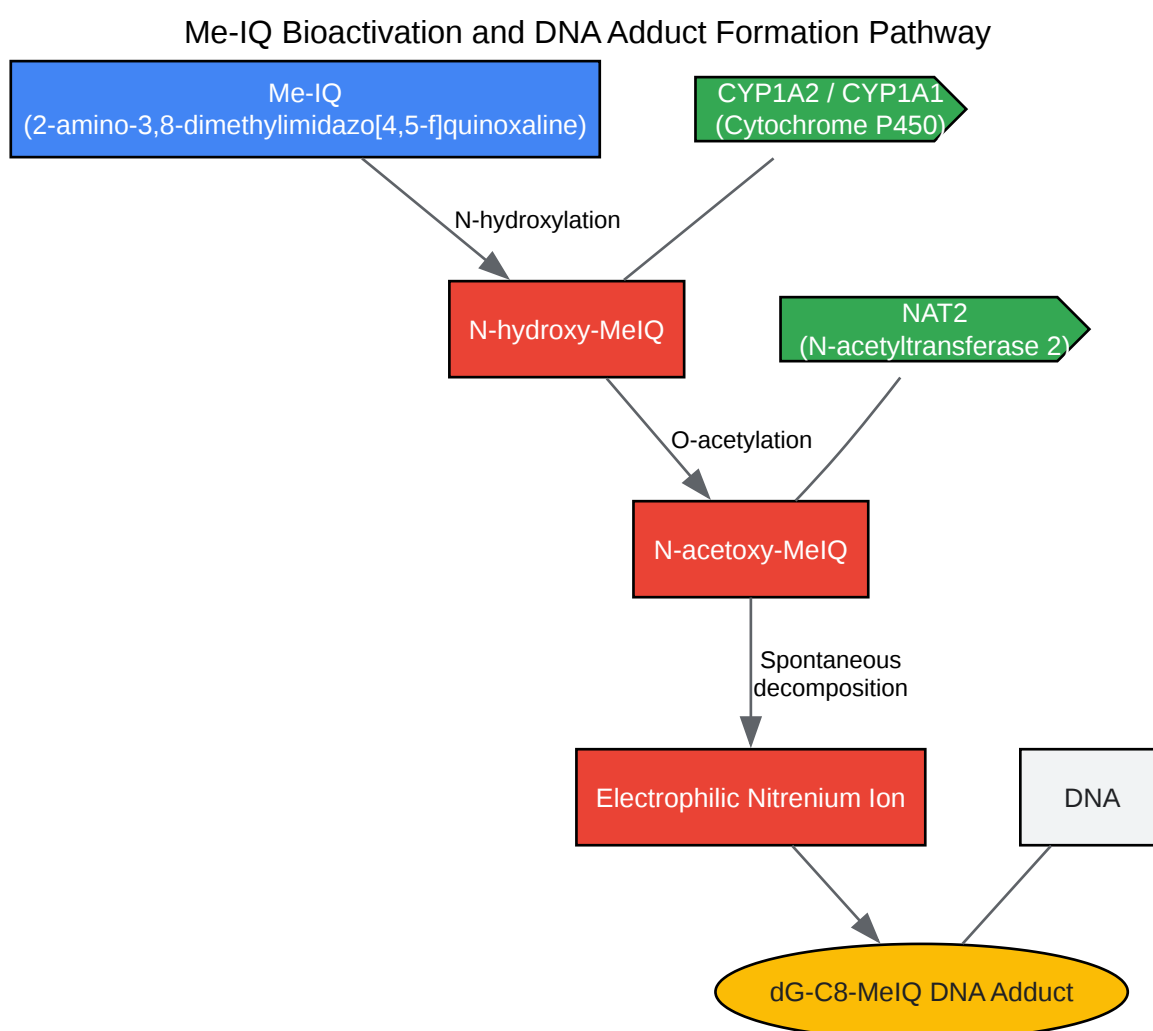 Me-IQ Bioactivation and DNA Adduct Formation Pathway
Me-IQ
(2-amino-3,8-dimethylimidazo[4,5-f]quinoxaline)
CYP1A2 / CYP1A1
(Cytochrome P450)
N-hydroxylation
N-hydroxy-MeIQ
NAT2
(N-acetyltransferase 2)
O-acetylation
N-acetoxy-MeIQ
Spontaneous
decomposition
Electrophilic Nitrenium Ion
DNA
dG-C8-MeIQ DNA Adduct